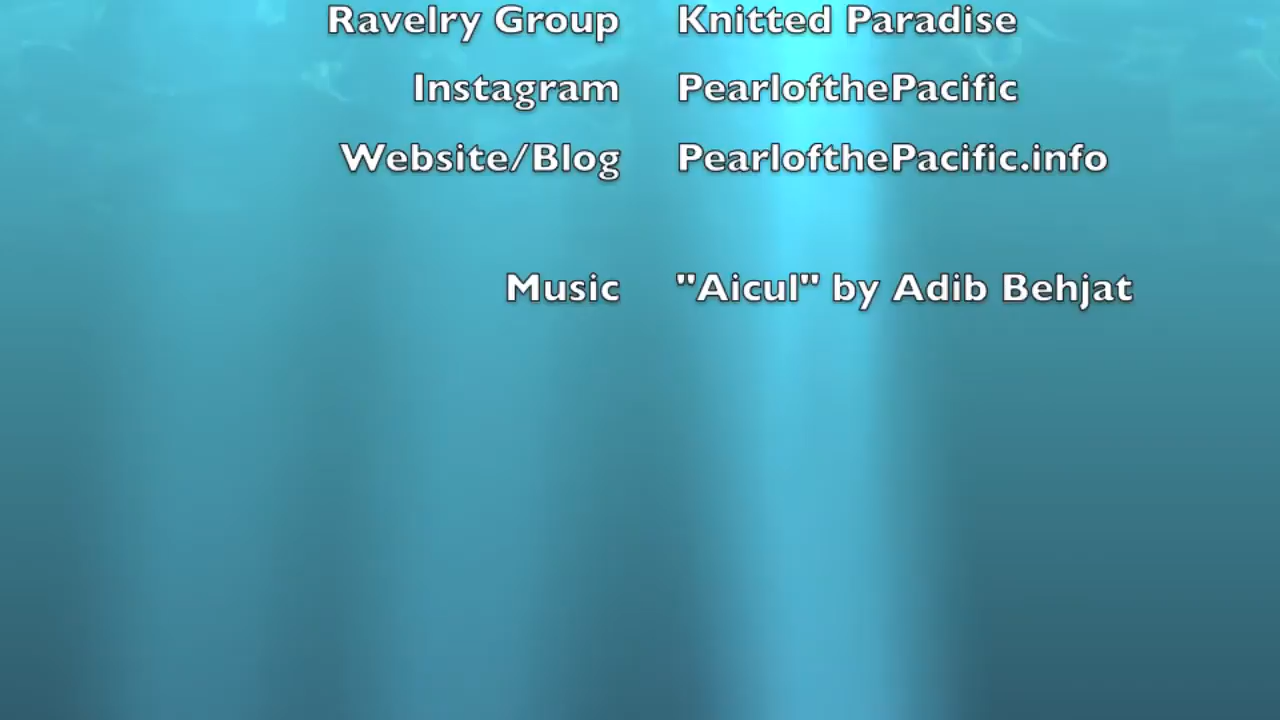 Ravelry Group Knitted Paradise
Instagram PearlofthePacific
Website/Blog PearlofthePacific.info
Music "Aicul" by Adib Behjat